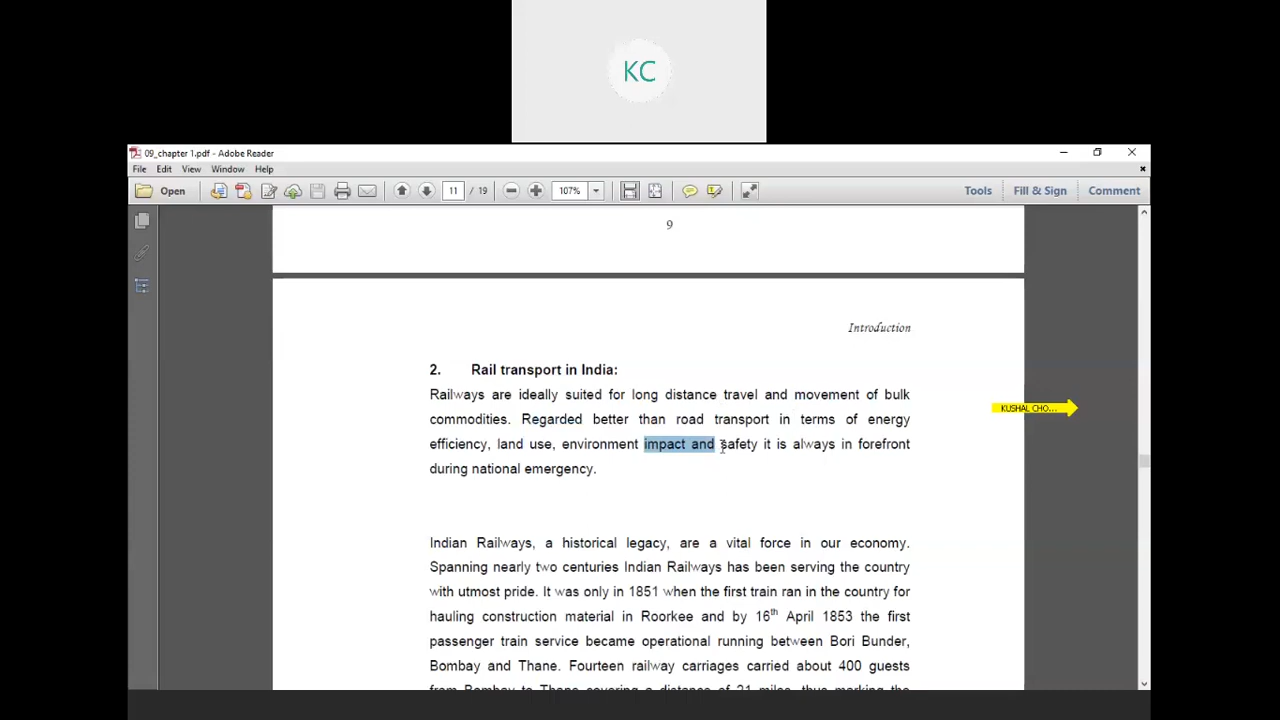 KC
09_chapter 1.pdf - Adobe Reader
File Edit View Window Help
Open 11 / 19 107% Tools Fill & Sign Comment
9
Introduction
2. Rail transport in India:
Railways are ideally suited for long distance travel and movement of bulk
commodities. Regarded better than road transport in terms of energy
KUSHAL CHO...
efficiency, land use, environment impact and safety it is always in forefront
during national emergency.
Indian Railways, a historical legacy, are a vital force in our economy.
Spanning nearly two centuries Indian Railways has been serving the country
with utmost pride. It was only in 1851 when the first train ran in the country for
hauling construction material in Roorkee and by 16th April 1853 the first
passenger train service became operational running between Bori Bunder,
Bombay and Thane. Fourteen railway carriages carried about 400 guests
from Bombay to Thane covering a distance of 21 miles, thus marking the